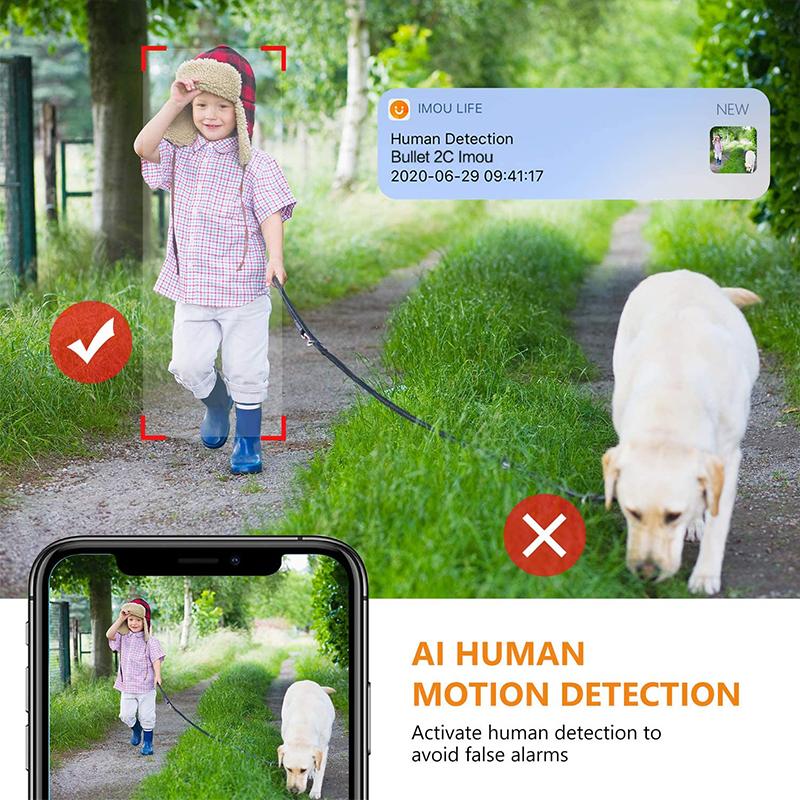 IMOU LIFE
NEW
Human Detection
Bullet 2C Imou
2020-06-29 09:41:17
AI HUMAN
MOTION DETECTION
Activate human detection to
avoid false alarms